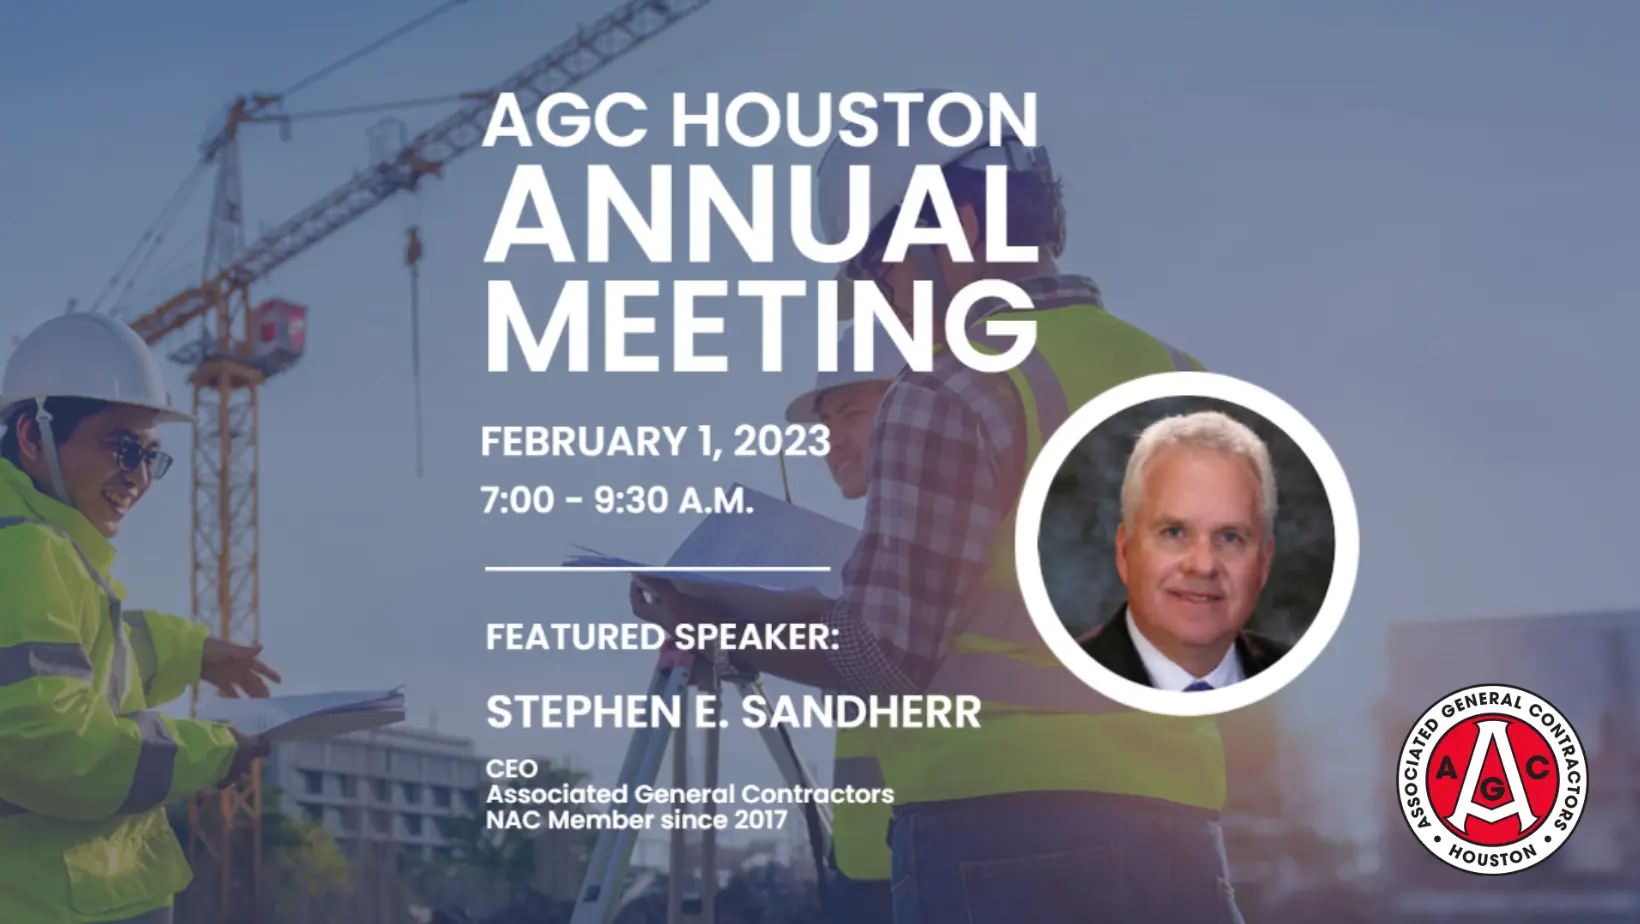 AGC HOUSTON
ANNUAL
MEETING
FEBRUARY 1, 2023
7:00 - 9:30 A.M.
FEATURED SPEAKER:
STEPHEN E. SANDHERR
CEO
Associated General Contractors
NAC Member since 2017
ASSOCIATED GENERAL CONTRACTORS
A G C
• HOUSTON •